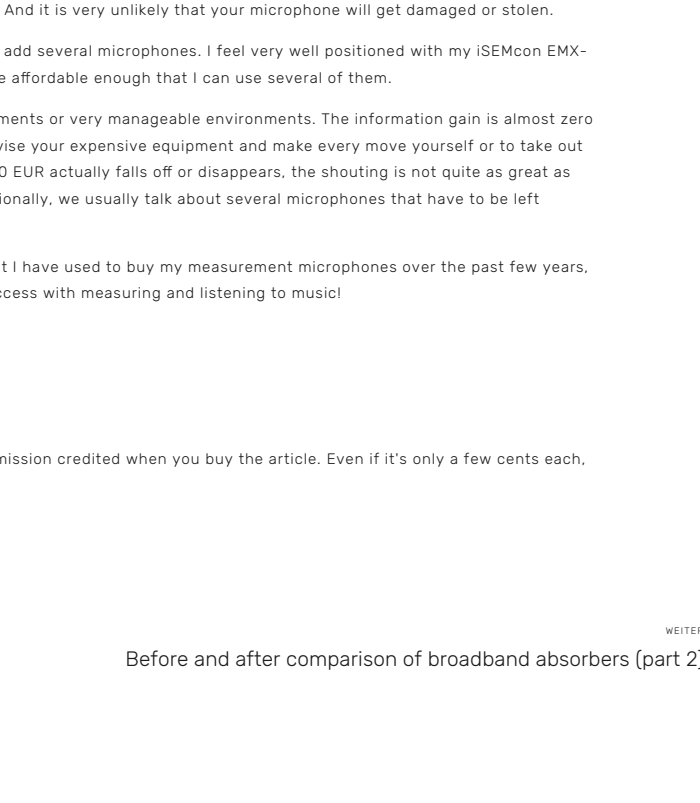 And it is very unlikely that your microphone will get damaged or stolen.
add several microphones. I feel very well positioned with my iSEMcon EMX-
e affordable enough that I can use several of them.
ments or very manageable environments. The information gain is almost zero
vise your expensive equipment and make every move yourself or to take out
0 EUR actually falls off or disappears, the shouting is not quite as great as
ionally, we usually talk about several microphones that have to be left
t I have used to buy my measurement microphones over the past few years,
ccess with measuring and listening to music!
mission credited when you buy the article. Even if it's only a few cents each,
WEITER
Before and after comparison of broadband absorbers (part 2)